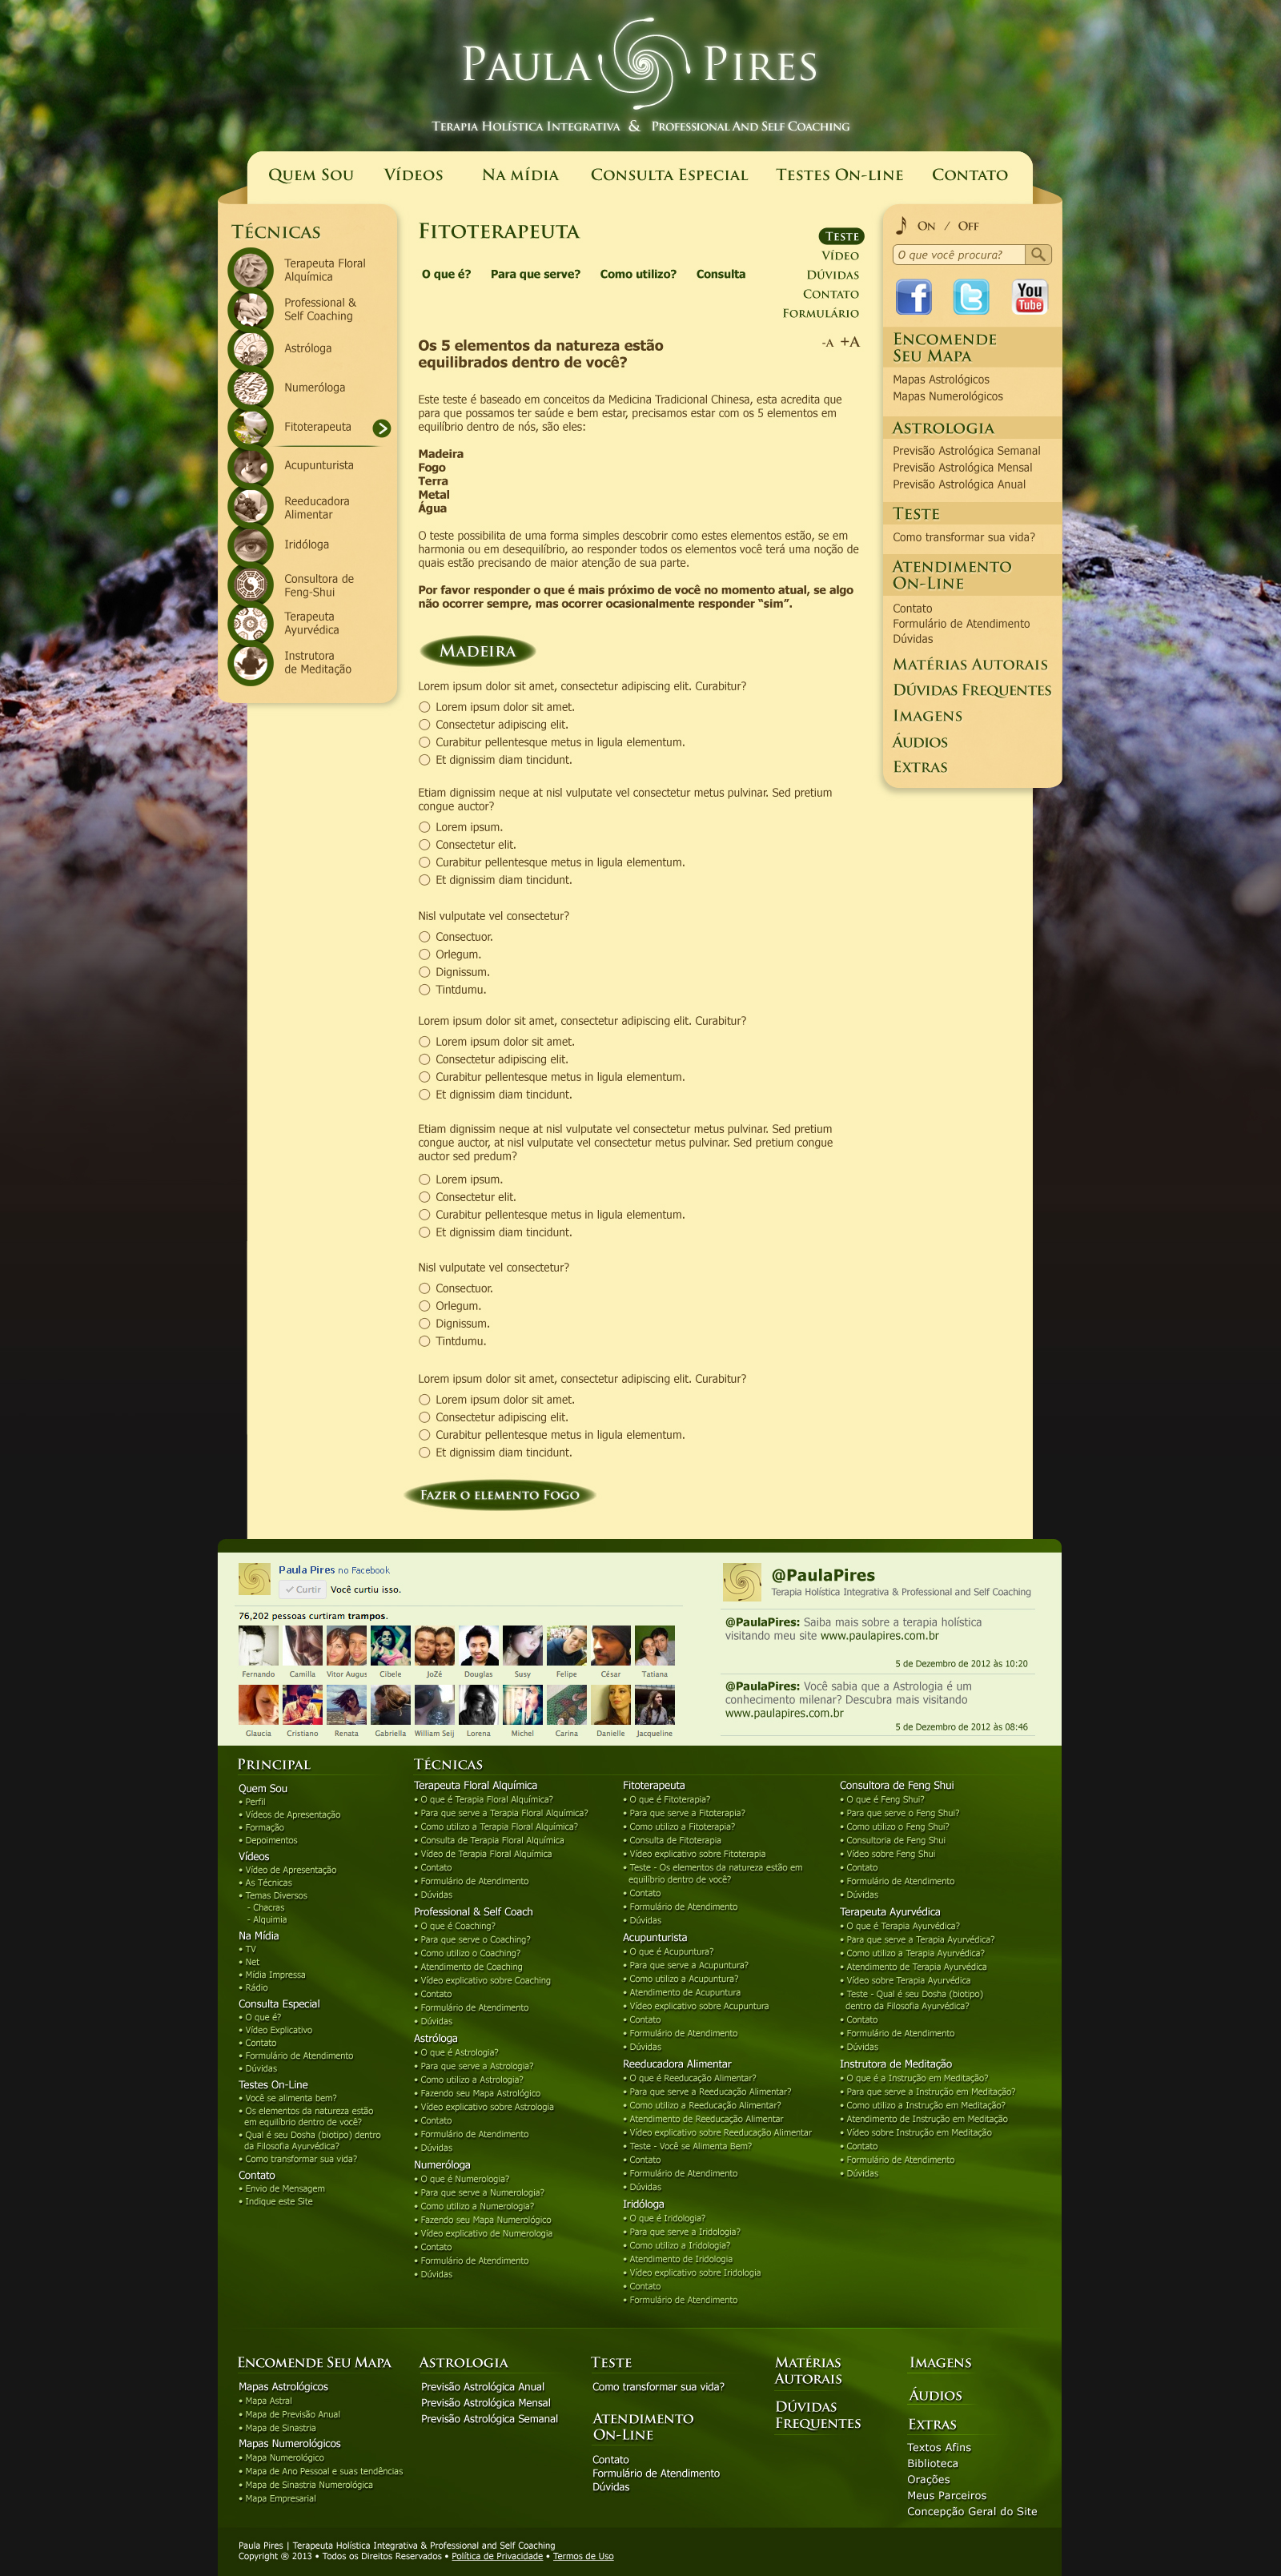 Paula Pires
Terapia Holística Integrativa & Professional And Self Coaching
Quem Sou Vídeos Na mídia Consulta Especial Testes On-line Contato
Técnicas
Terapeuta Floral
Alquímica
Professional &
Self Coaching
Astróloga
Numeróloga
Fitoterapeuta
Acupunturista
Reeducadora
Alimentar
Iridóloga
Consultora de
Feng-Shui
Terapeuta
Ayurvédica
Instrutora
de Meditação
Fitoterapeuta
O que é? Para que serve? Como utilizo? Consulta
Teste
Vídeo
Dúvidas
Contato
Formulário
-A +A
Os 5 elementos da natureza estão
equilibrados dentro de você?
Este teste é baseado em conceitos da Medicina Tradicional Chinesa, esta acredita que
para que possamos ter saúde e bem estar, precisamos estar com os 5 elementos em
equilíbrio dentro de nós, são eles:
Madeira
Fogo
Terra
Metal
Água
O teste possibilita de uma forma simples descobrir como estes elementos estão, se em
harmonia ou em desequilíbrio, ao responder todos os elementos você terá uma noção de
quais estão precisando de maior atenção de sua parte.
Por favor responder o que é mais próximo de você no momento atual, se algo
não ocorrer sempre, mas ocorrer ocasionalmente responder “sim”.
Madeira
Lorem ipsum dolor sit amet, consectetur adipiscing elit. Curabitur?
Lorem ipsum dolor sit amet.
Consectetur adipiscing elit.
Curabitur pellentesque metus in ligula elementum.
Et dignissim diam tincidunt.
Etiam dignissim neque at nisl vulputate vel consectetur metus pulvinar. Sed pretium
congue auctor?
Lorem ipsum.
Consectetur elit.
Curabitur pellentesque metus in ligula elementum.
Et dignissim diam tincidunt.
Nisl vulputate vel consectetur?
Consectuor.
Orlegum.
Dignissum.
Tintdumu.
Lorem ipsum dolor sit amet, consectetur adipiscing elit. Curabitur?
Lorem ipsum dolor sit amet.
Consectetur adipiscing elit.
Curabitur pellentesque metus in ligula elementum.
Et dignissim diam tincidunt.
Etiam dignissim neque at nisl vulputate vel consectetur metus pulvinar. Sed pretium
congue auctor, at nisl vulputate vel consectetur metus pulvinar. Sed pretium congue
auctor sed predum?
Lorem ipsum.
Consectetur elit.
Curabitur pellentesque metus in ligula elementum.
Et dignissim diam tincidunt.
Nisl vulputate vel consectetur?
Consectuor.
Orlegum.
Dignissum.
Tintdumu.
Lorem ipsum dolor sit amet, consectetur adipiscing elit. Curabitur?
Lorem ipsum dolor sit amet.
Consectetur adipiscing elit.
Curabitur pellentesque metus in ligula elementum.
Et dignissim diam tincidunt.
Fazer o elemento Fogo
On / Off
O que você procura?
You
Tube
Encomende
Seu Mapa
Mapas Astrológicos
Mapas Numerológicos
Astrologia
Previsão Astrológica Semanal
Previsão Astrológica Mensal
Previsão Astrológica Anual
Teste
Como transformar sua vida?
Atendimento
On-Line
Contato
Formulário de Atendimento
Dúvidas
Matérias Autorais
Dúvidas Frequentes
Imagens
Áudios
Extras
Paula Pires no Facebook
Curtir Você curtiu isso.
76,202 pessoas curtiram trampos.
Fernando Camilla Vitor Augus Cibele JoZé Douglas Susy Felipe César Tatiana
Glaucia Cristiano Renata Gabriella William Seij Lorena Michel Carina Danielle Jacqueline
@PaulaPires
Terapia Holística Integrativa & Professional and Self Coaching
@PaulaPires: Saiba mais sobre a terapia holística
visitando meu site www.paulapires.com.br
5 de Dezembro de 2012 às 10:20
@PaulaPires: Você sabia que a Astrologia é um
conhecimento milenar? Descubra mais visitando
www.paulapires.com.br
5 de Dezembro de 2012 às 08:46
Principal
Quem Sou
• Perfil
• Vídeos de Apresentação
• Formação
• Depoimentos
Vídeos
• Vídeo de Apresentação
• As Técnicas
• Temas Diversos
- Chacras
- Alquimia
Na Mídia
• TV
• Net
• Mídia Impressa
• Rádio
Consulta Especial
• O que é?
• Vídeo Explicativo
• Contato
• Formulário de Atendimento
• Dúvidas
Testes On-Line
• Você se alimenta bem?
• Os elementos da natureza estão
em equilíbrio dentro de você?
• Qual é seu Dosha (biotipo) dentro
da Filosofia Ayurvédica?
• Como transformar sua vida?
Contato
• Envio de Mensagem
• Indique este Site
Técnicas
Terapeuta Floral Alquímica
• O que é Terapia Floral Alquímica?
• Para que serve a Terapia Floral Alquímica?
• Como utilizo a Terapia Floral Alquímica?
• Consulta de Terapia Floral Alquímica
• Vídeo de Terapia Floral Alquímica
• Contato
• Formulário de Atendimento
• Dúvidas
Professional & Self Coach
• O que é Coaching?
• Para que serve o Coaching?
• Como utilizo o Coaching?
• Atendimento de Coaching
• Vídeo explicativo sobre Coaching
• Contato
• Formulário de Atendimento
• Dúvidas
Astróloga
• O que é Astrologia?
• Para que serve a Astrologia?
• Como utilizo a Astrologia?
• Fazendo seu Mapa Astrológico
• Vídeo explicativo sobre Astrologia
• Contato
• Formulário de Atendimento
• Dúvidas
Numeróloga
• O que é Numerologia?
• Para que serve a Numerologia?
• Como utilizo a Numerologia?
• Fazendo seu Mapa Numerológico
• Vídeo explicativo de Numerologia
• Contato
• Formulário de Atendimento
• Dúvidas
Fitoterapeuta
• O que é Fitoterapia?
• Para que serve a Fitoterapia?
• Como utilizo a Fitoterapia?
• Consulta de Fitoterapia
• Vídeo explicativo sobre Fitoterapia
• Teste - Os elementos da natureza estão em
equilíbrio dentro de você?
• Contato
• Formulário de Atendimento
• Dúvidas
Acupunturista
• O que é Acupuntura?
• Para que serve a Acupuntura?
• Como utilizo a Acupuntura?
• Atendimento de Acupuntura
• Vídeo explicativo sobre Acupuntura
• Contato
• Formulário de Atendimento
• Dúvidas
Reeducadora Alimentar
• O que é Reeducação Alimentar?
• Para que serve a Reeducação Alimentar?
• Como utilizo a Reeducação Alimentar?
• Atendimento de Reeducação Alimentar
• Vídeo explicativo sobre Reeducação Alimentar
• Teste - Você se Alimenta Bem?
• Contato
• Formulário de Atendimento
• Dúvidas
Iridóloga
• O que é Iridologia?
• Para que serve a Iridologia?
• Como utilizo a Iridologia?
• Atendimento de Iridologia
• Vídeo explicativo sobre Iridologia
• Contato
• Formulário de Atendimento
Consultora de Feng Shui
• O que é Feng Shui?
• Para que serve o Feng Shui?
• Como utilizo o Feng Shui?
• Consultoria de Feng Shui
• Vídeo sobre Feng Shui
• Contato
• Formulário de Atendimento
• Dúvidas
Terapeuta Ayurvédica
• O que é Terapia Ayurvédica?
• Para que serve a Terapia Ayurvédica?
• Como utilizo a Terapia Ayurvédica?
• Atendimento de Terapia Ayurvédica
• Vídeo sobre Terapia Ayurvédica
• Teste - Qual é seu Dosha (biotipo)
dentro da Filosofia Ayurvédica?
• Contato
• Formulário de Atendimento
• Dúvidas
Instrutora de Meditação
• O que é a Instrução em Meditação?
• Para que serve a Instrução em Meditação?
• Como utilizo a Instrução em Meditação?
• Atendimento de Instrução em Meditação
• Vídeo sobre Instrução em Meditação
• Contato
• Formulário de Atendimento
• Dúvidas
Encomende Seu Mapa
Mapas Astrológicos
• Mapa Astral
• Mapa de Previsão Anual
• Mapa de Sinastria
Mapas Numerológicos
• Mapa Numerológico
• Mapa de Ano Pessoal e suas tendências
• Mapa de Sinastria Numerológica
• Mapa Empresarial
Astrologia
Previsão Astrológica Anual
Previsão Astrológica Mensal
Previsão Astrológica Semanal
Teste
Como transformar sua vida?
Atendimento
On-Line
Contato
Formulário de Atendimento
Dúvidas
Matérias
Autorais
Dúvidas
Frequentes
Imagens
Áudios
Extras
Textos Afins
Biblioteca
Orações
Meus Parceiros
Concepção Geral do Site
Paula Pires | Terapeuta Holística Integrativa & Professional and Self Coaching
Copyright ® 2013 • Todos os Direitos Reservados • Política de Privacidade • Termos de Uso